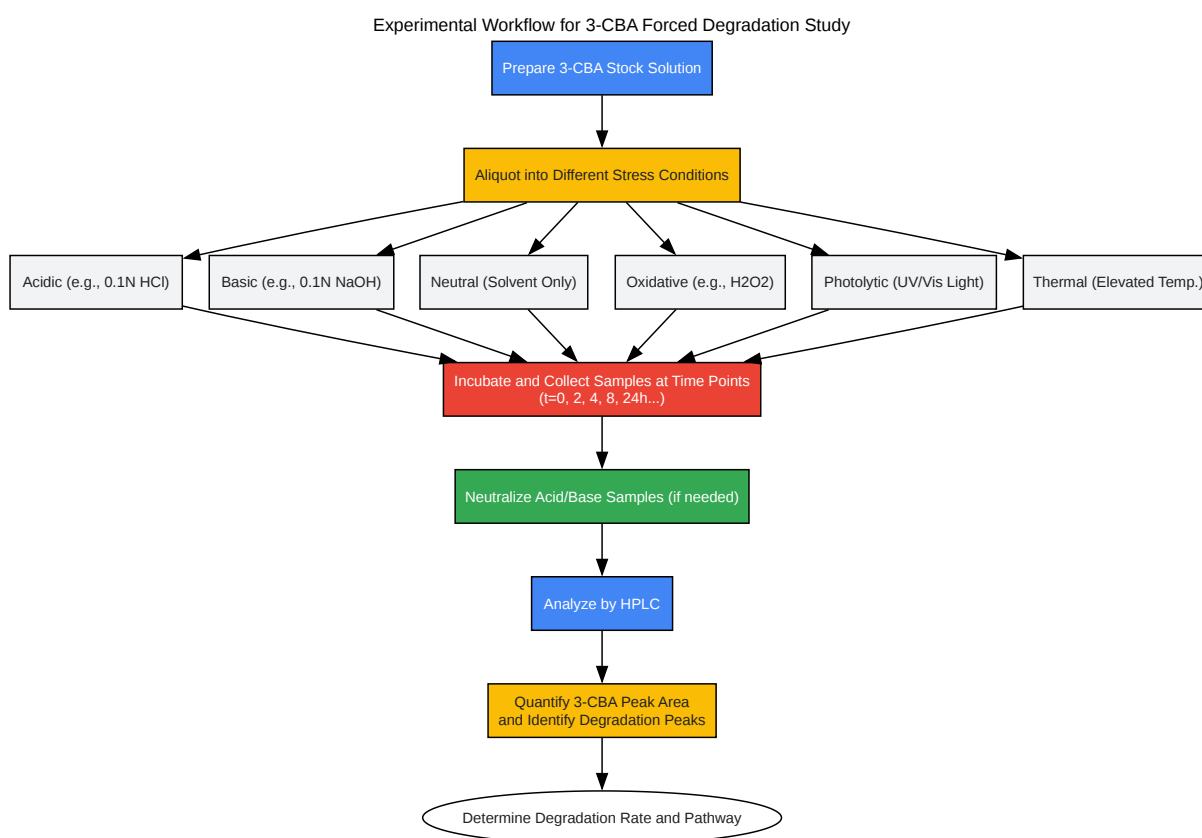 Experimental Workflow for 3-CBA Forced Degradation Study
Prepare 3-CBA Stock Solution
Aliquot into Different Stress Conditions
Acidic (e.g., 0.1N HCl)
Basic (e.g., 0.1N NaOH)
Neutral (Solvent Only)
Oxidative (e.g., H2O2)
Photolytic (UV/Vis Light)
Thermal (Elevated Temp.)
Incubate and Collect Samples at Time Points
(t=0, 2, 4, 8, 24h...)
Neutralize Acid/Base Samples (if needed)
Analyze by HPLC
Quantify 3-CBA Peak Area
and Identify Degradation Peaks
Determine Degradation Rate and Pathway